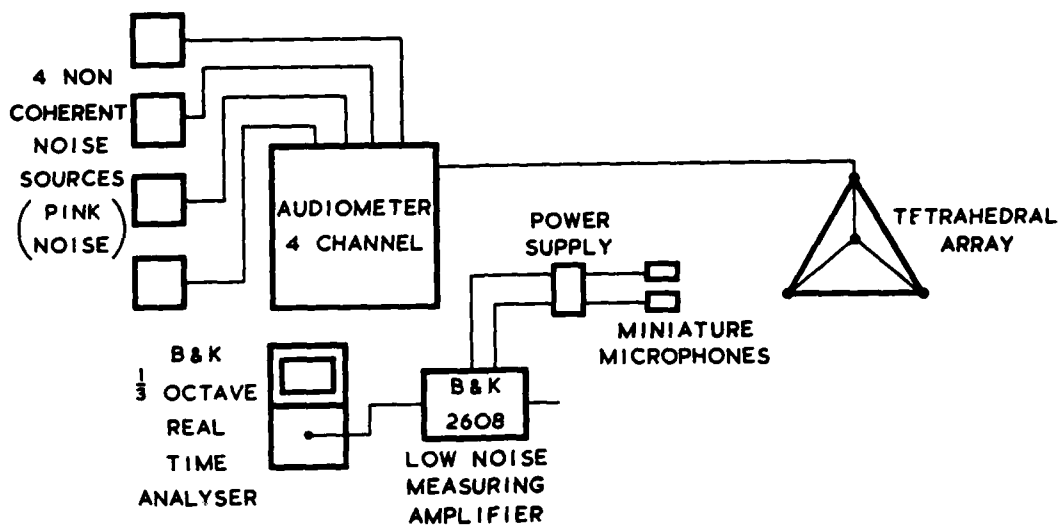 4 NON
COHERENT
NOISE
SOURCES
(PINK
NOISE)
AUDIOMETER
4 CHANNEL
POWER
SUPPLY
TETRAHEDRAL
ARRAY
MINIATURE
MICROPHONES
B&K
1/3 OCTAVE
REAL
TIME
ANALYSER
B&K
2608
LOW NOISE
MEASURING
AMPLIFIER